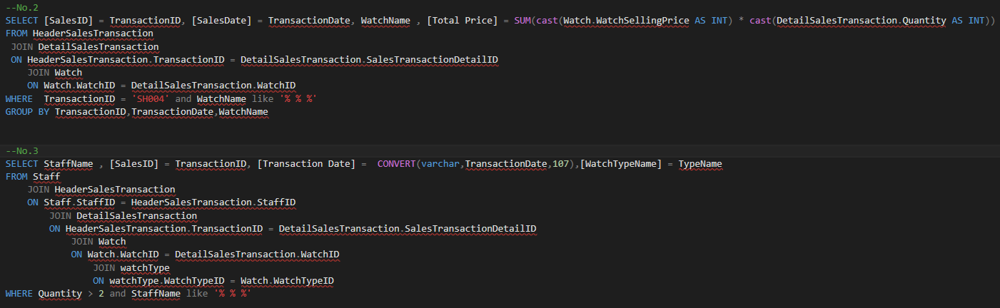 --No.2
SELECT [SalesID] = TransactionID, [SalesDate] = TransactionDate, WatchName , [Total Price] = SUM(cast(Watch.WatchSellingPrice AS INT) * cast(DetailSalesTransaction.Quantity AS INT))
FROM HeaderSalesTransaction
JOIN DetailSalesTransaction
ON HeaderSalesTransaction.TransactionID = DetailSalesTransaction.SalesTransactionDetailID
JOIN Watch
ON Watch.WatchID = DetailSalesTransaction.WatchID
WHERE  TransactionID = 'SH004' and WatchName like '% % %'
GROUP BY TransactionID,TransactionDate,WatchName
--No.3
SELECT StaffName , [SalesID] = TransactionID, [Transaction Date] =  CONVERT(varchar,TransactionDate,107),[WatchTypeName] = TypeName
FROM Staff
JOIN HeaderSalesTransaction
ON Staff.StaffID = HeaderSalesTransaction.StaffID
JOIN DetailSalesTransaction
ON HeaderSalesTransaction.TransactionID = DetailSalesTransaction.SalesTransactionDetailID
JOIN Watch
ON Watch.WatchID = DetailSalesTransaction.WatchID
JOIN watchType
ON watchType.WatchTypeID = Watch.WatchTypeID
WHERE Quantity > 2 and StaffName like '% % %'